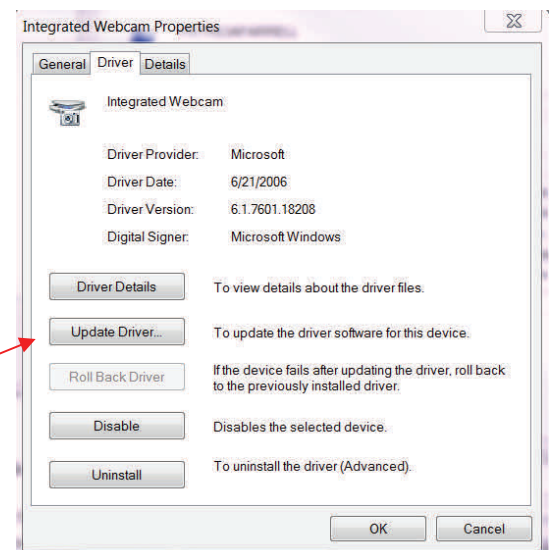 Integrated Webcam Properties
General Driver Details
Integrated Webcam
Driver Provider: Microsoft
Driver Date: 6/21/2006
Driver Version: 6.1.7601.18208
Digital Signer: Microsoft Windows
Driver Details To view details about the driver files.
Update Driver... To update the driver software for this device.
Roll Back Driver If the device fails after updating the driver, roll back
to the previously installed driver.
Disable Disables the selected device.
Uninstall To uninstall the driver (Advanced).
OK Cancel